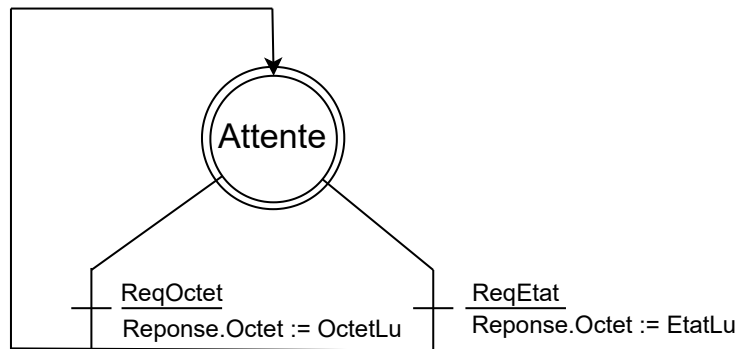 Attente
ReqOctet
Reponse.Octet := OctetLu
ReqEtat
Reponse.Octet := EtatLu